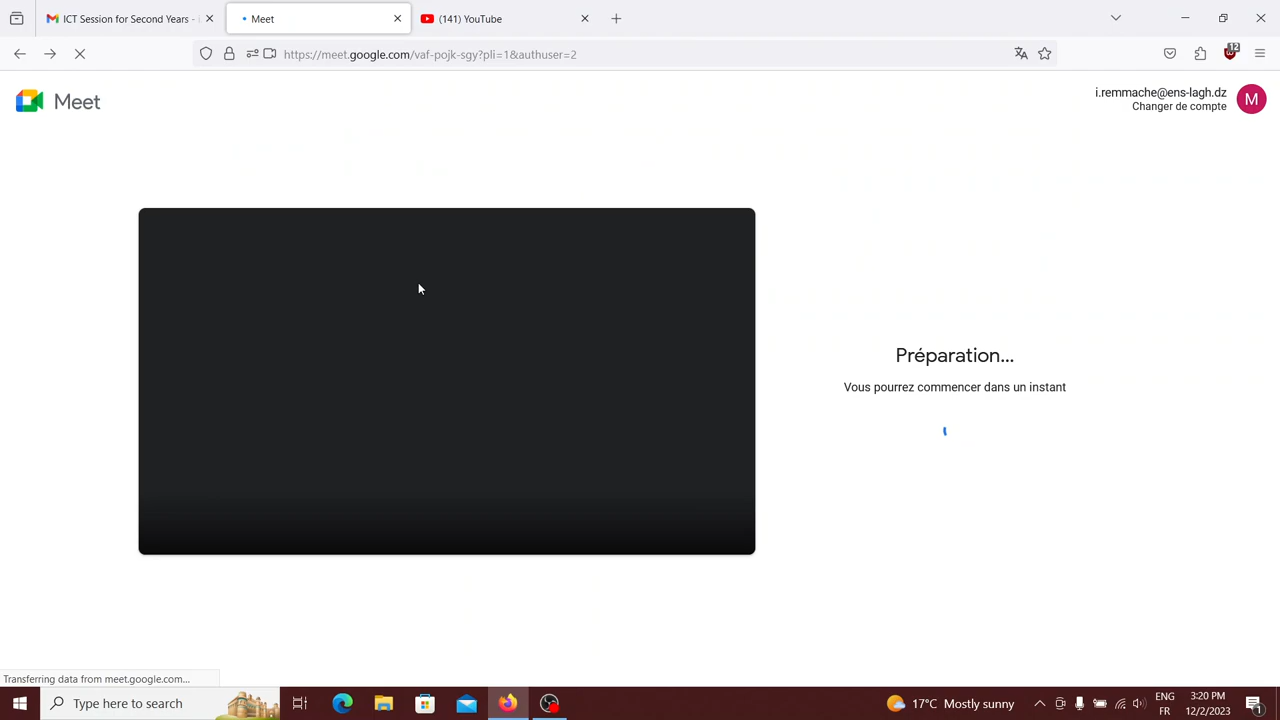 ICT Session for Second Years -
Meet
(141) YouTube
https://meet.google.com/vaf-pojk-sgy?pli=1&authuser=2
12
Meet
i.remmache@ens-lagh.dz
Changer de compte
M
Préparation...
Vous pourrez commencer dans un instant
Transferring data from meet.google.com...
Type here to search
17°C Mostly sunny
ENG
FR
3:20 PM
12/2/2023
1